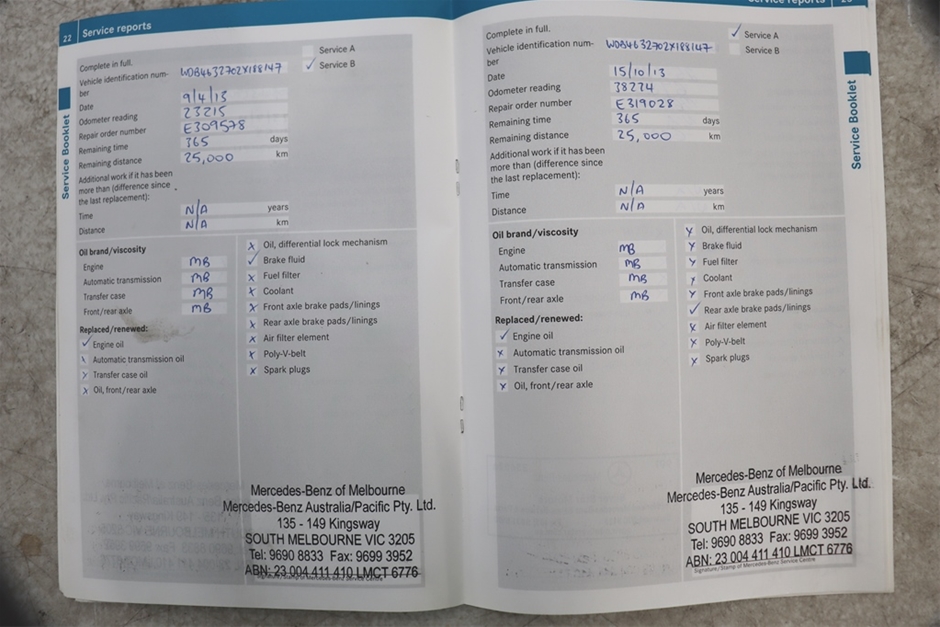 22 Service reports
Complete in full.
Vehicle identification num-
ber WDB4632702X188147
Service A
✓ Service B
Date 9/4/13
Odometer reading 23215
Repair order number E309578
Remaining time 365 days
Remaining distance 25,000 km
Additional work if it has been
more than (difference since
the last replacement):
Time N/A years
Distance N/A km
Oil brand/viscosity
Engine MB
Automatic transmission MB
Transfer case MB
Front/rear axle MB
Replaced/renewed:
✓ Engine oil
x Automatic transmission oil
x Transfer case oil
x Oil, front/rear axle
x Oil, differential lock mechanism
✓ Brake fluid
x Fuel filter
x Coolant
x Front axle brake pads/linings
x Rear axle brake pads/linings
x Air filter element
x Poly-V-belt
x Spark plugs
Mercedes-Benz of Melbourne
Mercedes-Benz Australia/Pacific Pty. Ltd.
135 - 149 Kingsway
SOUTH MELBOURNE VIC 3205
Tel: 9690 8833 Fax: 9699 3952
ABN: 23 004 411 410 LMCT 6776
Service Booklet
Service reports
Complete in full.
Vehicle identification num-
ber WDB4632702X188147
✓ Service A
Service B
Date 15/10/13
Odometer reading 38224
Repair order number E319028
Remaining time 365 days
Remaining distance 25,000 km
Additional work if it has been
more than (difference since
the last replacement):
Time N/A years
Distance N/A km
Oil brand/viscosity
Engine MB
Automatic transmission MB
Transfer case MB
Front/rear axle MB
Replaced/renewed:
✓ Engine oil
x Automatic transmission oil
x Transfer case oil
x Oil, front/rear axle
x Oil, differential lock mechanism
x Brake fluid
x Fuel filter
x Coolant
x Front axle brake pads/linings
✓ Rear axle brake pads/linings
x Air filter element
x Poly-V-belt
x Spark plugs
Mercedes-Benz of Melbourne
Mercedes-Benz Australia/Pacific Pty. Ltd.
135 - 149 Kingsway
SOUTH MELBOURNE VIC 3205
Tel: 9690 8833 Fax: 9699 3952
ABN: 23 004 411 410 LMCT 6776
Signature/Stamp of Mercedes-Benz Service Centre
Service Booklet